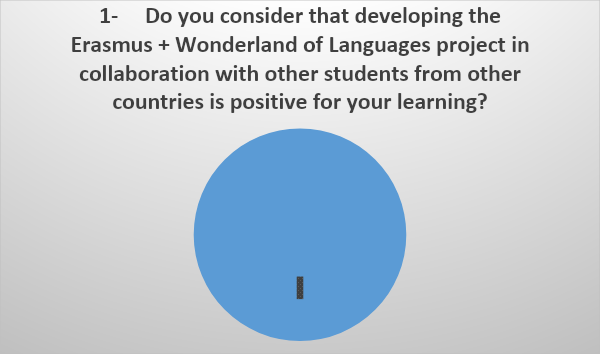 1- Do you consider that developing the
Erasmus + Wonderland of Languages project in
collaboration with other students from other
countries is positive for your learning?